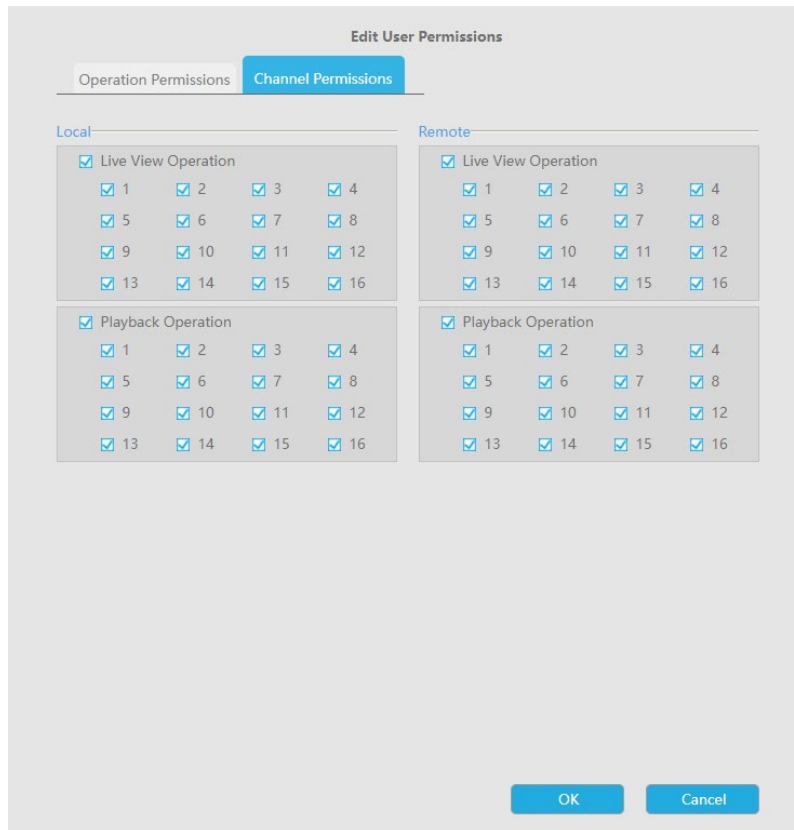 Edit User Permissions
Operation Permissions Channel Permissions
Local
Live View Operation
1 2 3 4
5 6 7 8
9 10 11 12
13 14 15 16
Playback Operation
1 2 3 4
5 6 7 8
9 10 11 12
13 14 15 16
Remote
Live View Operation
1 2 3 4
5 6 7 8
9 10 11 12
13 14 15 16
Playback Operation
1 2 3 4
5 6 7 8
9 10 11 12
13 14 15 16
OK Cancel